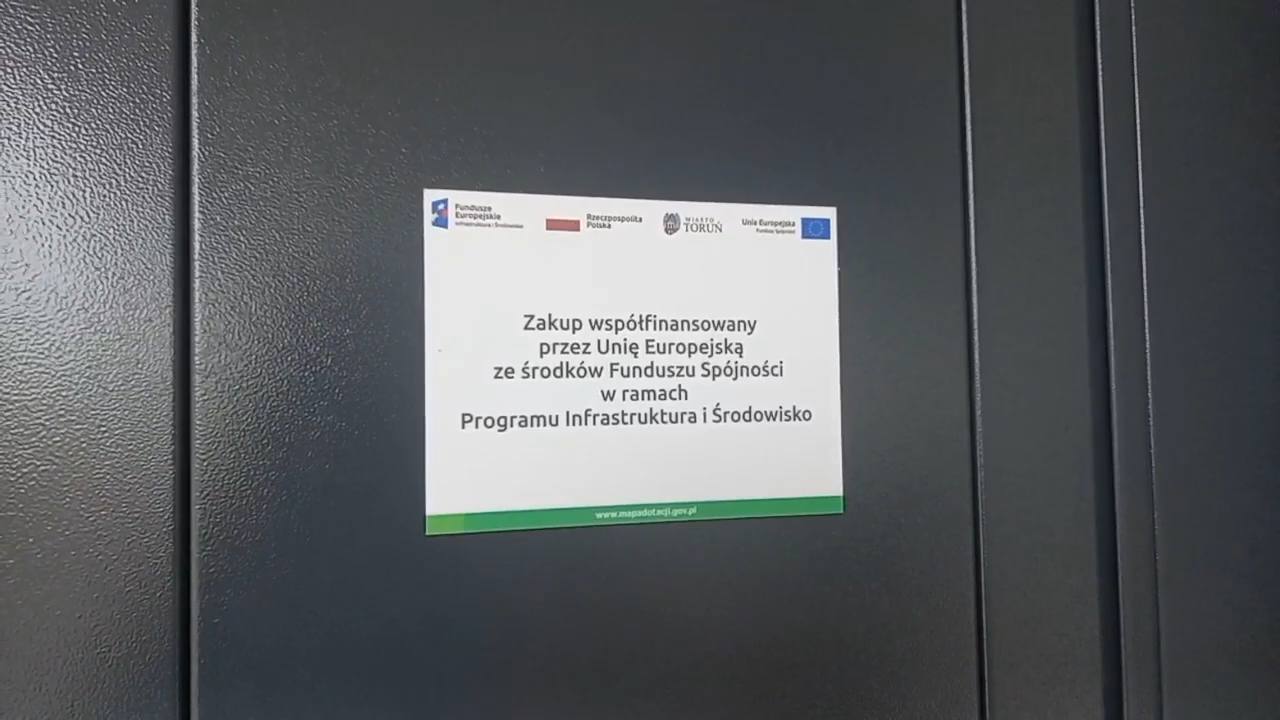 Fundusze
Europejskie
Infrastruktura i Środowisko
Rzeczpospolita
Polska
MIASTO
TORUŃ
Unia Europejska
Fundusz Spójności
Zakup współfinansowany
przez Unię Europejską
ze środków Funduszu Spójności
w ramach
Programu Infrastruktura i Środowisko
www.mapadotacji.gov.pl